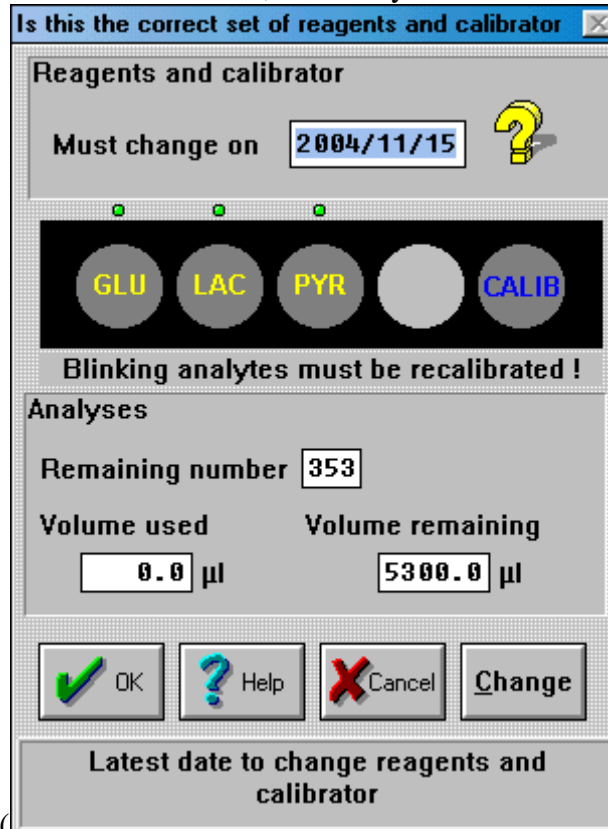 Is this the correct set of reagents and calibrator
Reagents and calibrator
Must change on 2004/11/15
GLU LAC PYR CALIB
Blinking analytes must be recalibrated !
Analyses
Remaining number 353
Volume used Volume remaining
0.0 µl 5300.0 µl
OK Help Cancel Change
Latest date to change reagents and
calibrator
(